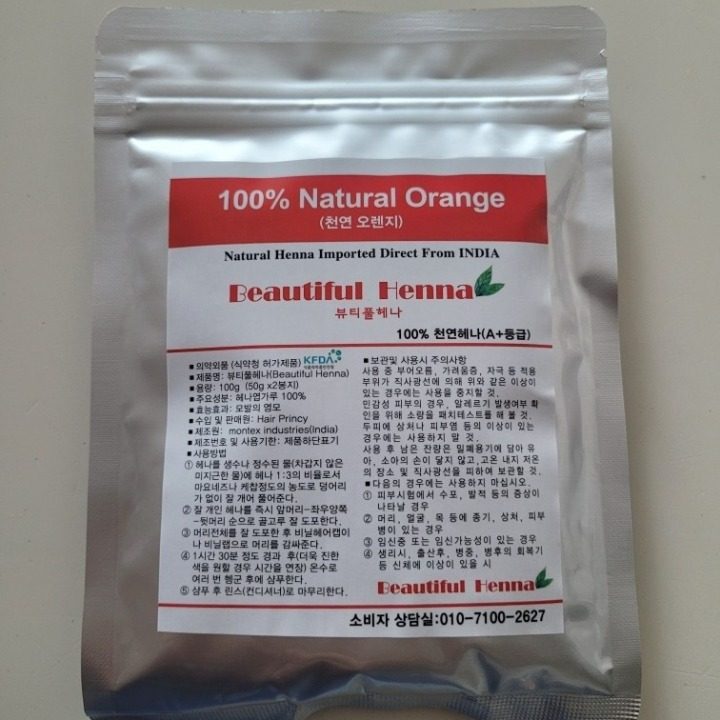 100% Natural Orange
(천연 오렌지)
Natural Henna Imported Direct From INDIA
Beautiful Henna
뷰티풀헤나
100% 천연헤나(A+등급)
■ 의약외품 (식약청 허가제품) KFDA
■ 제품명: 뷰티풀헤나(Beautiful Henna)
■ 용량: 100g (50g x2봉지)
■ 주요성분: 헤나엽가루 100%
■ 효능효과: 모발의 염모
■ 수입 및 판매원: Hair Princy
■ 제조원: montex industries(India)
■ 제조번호 및 사용기한: 제품하단표기
■ 사용방법
① 헤나를 생수나 정수된 물(차갑지 않은
미지근한 물)에 헤나 1:3의 비율로서
마요네즈나 케찹정도의 농도로 덩어리
가 없이 잘 개어 풀어준다.
② 잘 개인 헤나를 즉시 앞머리-좌우양쪽
-뒷머리 순으로 골고루 잘 도포한다.
③ 머리전체를 잘 도포한 후 비닐헤어캡이
나 비닐랩으로 머리를 감싸준다.
④ 1시간 30분 정도 경과 후(더욱 진한
색을 원할 경우 시간을 연장) 온수로
여러 번 헹군 후에 샴푸한다.
⑤ 샴푸 후 린스(컨디셔너)로 마무리한다.
■ 보관및 사용시 주의사항
사용 중 부어오름, 가려움증, 자극 등 적용
부위가 직사광선에 의해 위와 같은 이상이
있는 경우에는 사용을 중지할 것.
민감성 피부의 경우, 알레르기 발생여부 확
인을 위해 소량을 패치테스트를 해 볼 것.
두피에 상처나 피부염 등의 이상이 있는
경우에는 사용하지 말 것.
사용 후 남은 잔량은 밀폐용기에 담아 유
아, 소아의 손이 닿지 않고 고온 내지 저온
의 장소 및 직사광선을 피하여 보관할 것.
■ 다음의 경우에는 사용하지 마십시오.
① 피부시험에서 수포, 발적 등의 증상이
나타날 경우
② 머리, 얼굴, 목 등에 종기, 상처, 피부
병이 있는 경우
③ 임신중 또는 임신가능성이 있는 경우
④ 생리시, 출산후, 병중, 병후의 회복기
등 신체에 이상이 있을 시
Beautiful Henna
소비자 상담실:010-7100-2627